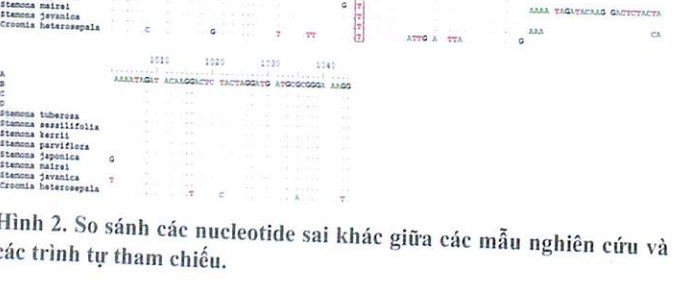 Stemona mairei
Stemona javanica
Croomia heterosepala
G T
C G T TT
T
ATTG A TTA
G
AAAA TAGATACAAG GACTCTACTA
AAA CA
1010 1020 1030 1040
A AAAATAGAT ACAAGGACTC TACTAGGATG ATGCGCGGGA AAGG
B
C
D
Stemona tuberosa
Stemona sessilifolia
Stemona kerrii
Stemona parviflora
Stemona japonica G
Stemona mairei
Stemona javanica T
Croomia heterosepala T C A T
Hình 2. So sánh các nucleotide sai khác giữa các mẫu nghiên cứu và
các trình tự tham chiếu.